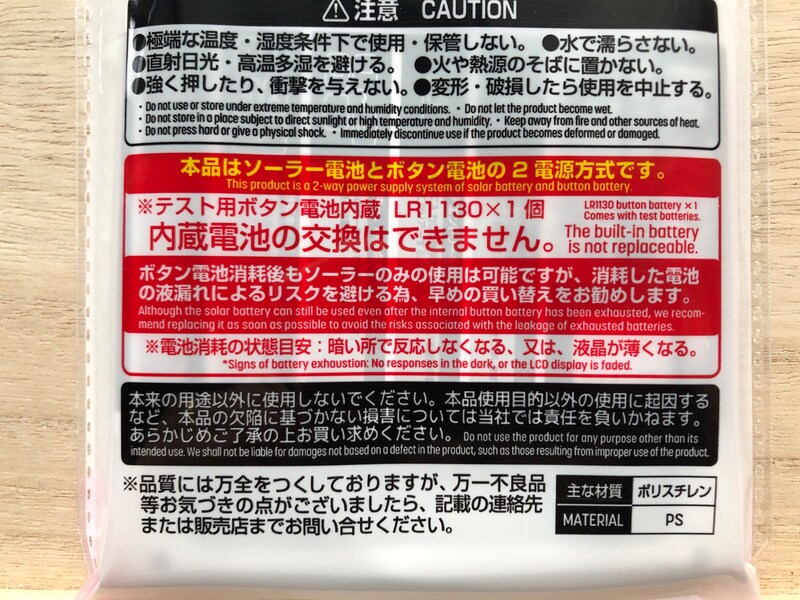 ⚠注意 CAUTION
●極端な温度・湿度条件下で使用・保管しない。 ●水で濡らさない。
●直射日光・高温多湿を避ける。 ●火や熱源のそばに置かない。
●強く押したり、衝撃を与えない。●変形・破損したら使用を中止する。
・Do not use or store under extreme temperature and humidity conditions. ・Do not let the product become wet.
・Do not store in a place subject to direct sunlight or high temperature and humidity. ・Keep away from fire and other sources of heat.
・Do not press hard or give a physical shock. ・Immediately discontinue use if the product becomes deformed or damaged.
本品はソーラー電池とボタン電池の2電源方式です。
This product is a 2-way power supply system of solar battery and button battery.
※テスト用ボタン電池内蔵 LR1130×1個
LR1130 button battery ×1
Comes with test batteries.
内蔵電池の交換はできません。
The built-in battery
is not replaceable.
ボタン電池消耗後もソーラーのみの使用は可能ですが、消耗した電池
の液漏れによるリスクを避ける為、早めの買い替えをお勧めします。
Although the solar battery can still be used even after the internal button battery has been exhausted, we recom-
mend replacing it as soon as possible to avoid the risks associated with the leakage of exhausted batteries.
※電池消耗の状態目安：暗い所で反応しなくなる、又は、液晶が薄くなる。
*Signs of battery exhaustion: No responses in the dark, or the LCD display is faded.
本来の用途以外に使用しないでください。本品使用目的以外の使用に起因する
など、本品の欠陥に基づかない損害については当社では責任を負いかねます。
あらかじめご了承の上お買い求めください。 Do not use the product for any purpose other than its
intended use. We shall not be liable for damages not based on a defect in the product, such as those resulting from improper use of the product.
※品質には万全をつくしておりますが、万一不良品
等お気づきの点がございましたら、記載の連絡先
または販売店までお問い合せください。
主な材質 ポリスチレン
MATERIAL PS